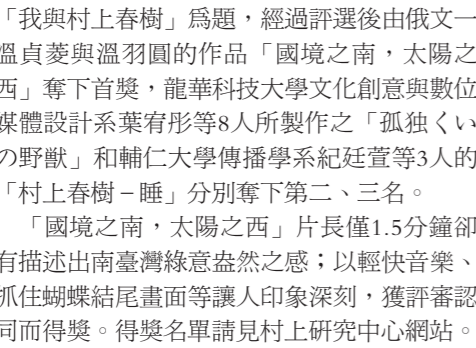 「我與村上春樹」為題，經過評選後由俄文一
溫貞菱與溫羽圓的作品「國境之南，太陽之
西」奪下首獎，龍華科技大學文化創意與數位
媒體設計系葉宥彤等8人所製作之「孤独くい
の野獣」和輔仁大學傳播學系紀廷萱等3人的
「村上春樹－睡」分別奪下第二、三名。
「國境之南，太陽之西」片長僅1.5分鐘卻
有描述出南臺灣綠意盎然之感；以輕快音樂、
抓住蝴蝶結尾畫面等讓人印象深刻，獲評審認
同而得獎。得獎名單請見村上研究中心網站。